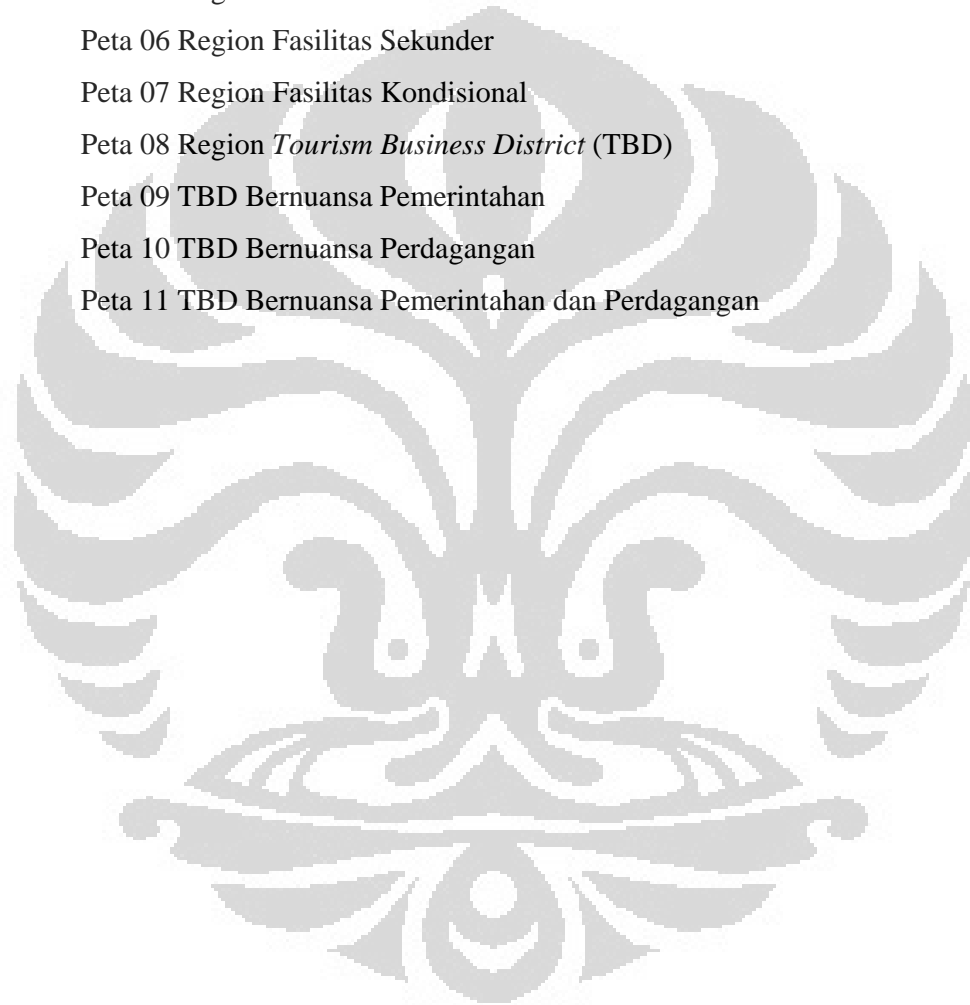 Peta 06 Region Fasilitas Sekunder
Peta 07 Region Fasilitas Kondisional
Peta 08 Region Tourism Business District (TBD)
Peta 09 TBD Bernuansa Pemerintahan
Peta 10 TBD Bernuansa Perdagangan
Peta 11 TBD Bernuansa Pemerintahan dan Perdagangan